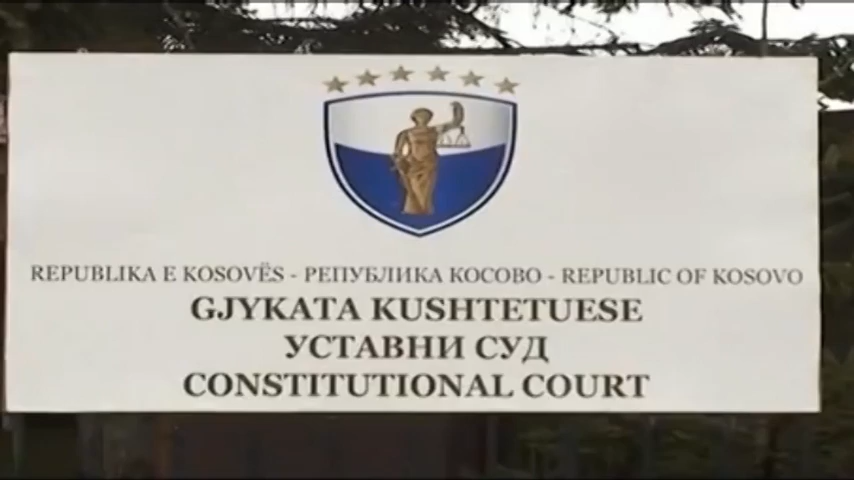 REPUBLIKA E KOSOVËS - РЕПУБЛИКА КОСОВО - REPUBLIC OF KOSOVO
GJYKATA KUSHTETUESE
УСТАВНИ СУД
CONSTITUTIONAL COURT